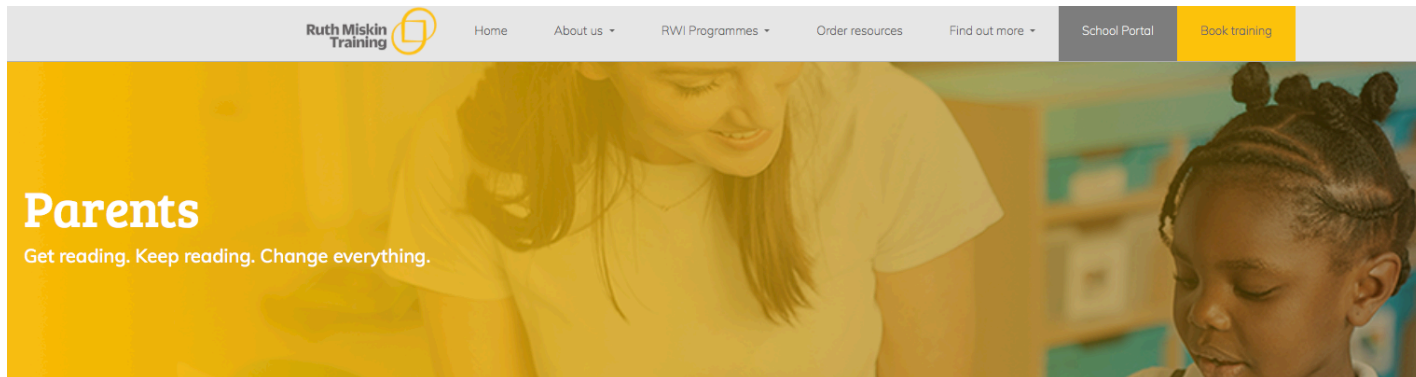 Ruth Miskin
Training
Home
About us
RWI Programmes
Order resources
Find out more
School Portal
Book training
Parents
Get reading. Keep reading. Change everything.